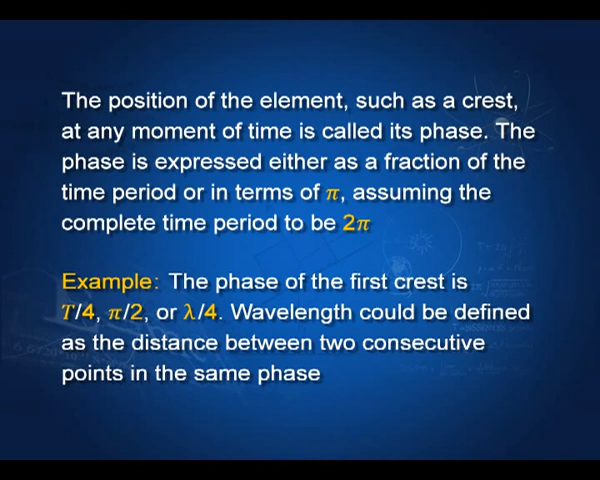 The position of the element, such as a crest,
at any moment of time is called its phase. The
phase is expressed either as a fraction of the
time period or in terms of π, assuming the
complete time period to be 2π
Example: The phase of the first crest is
T/4, π/2, or λ/4. Wavelength could be defined
as the distance between two consecutive
points in the same phase